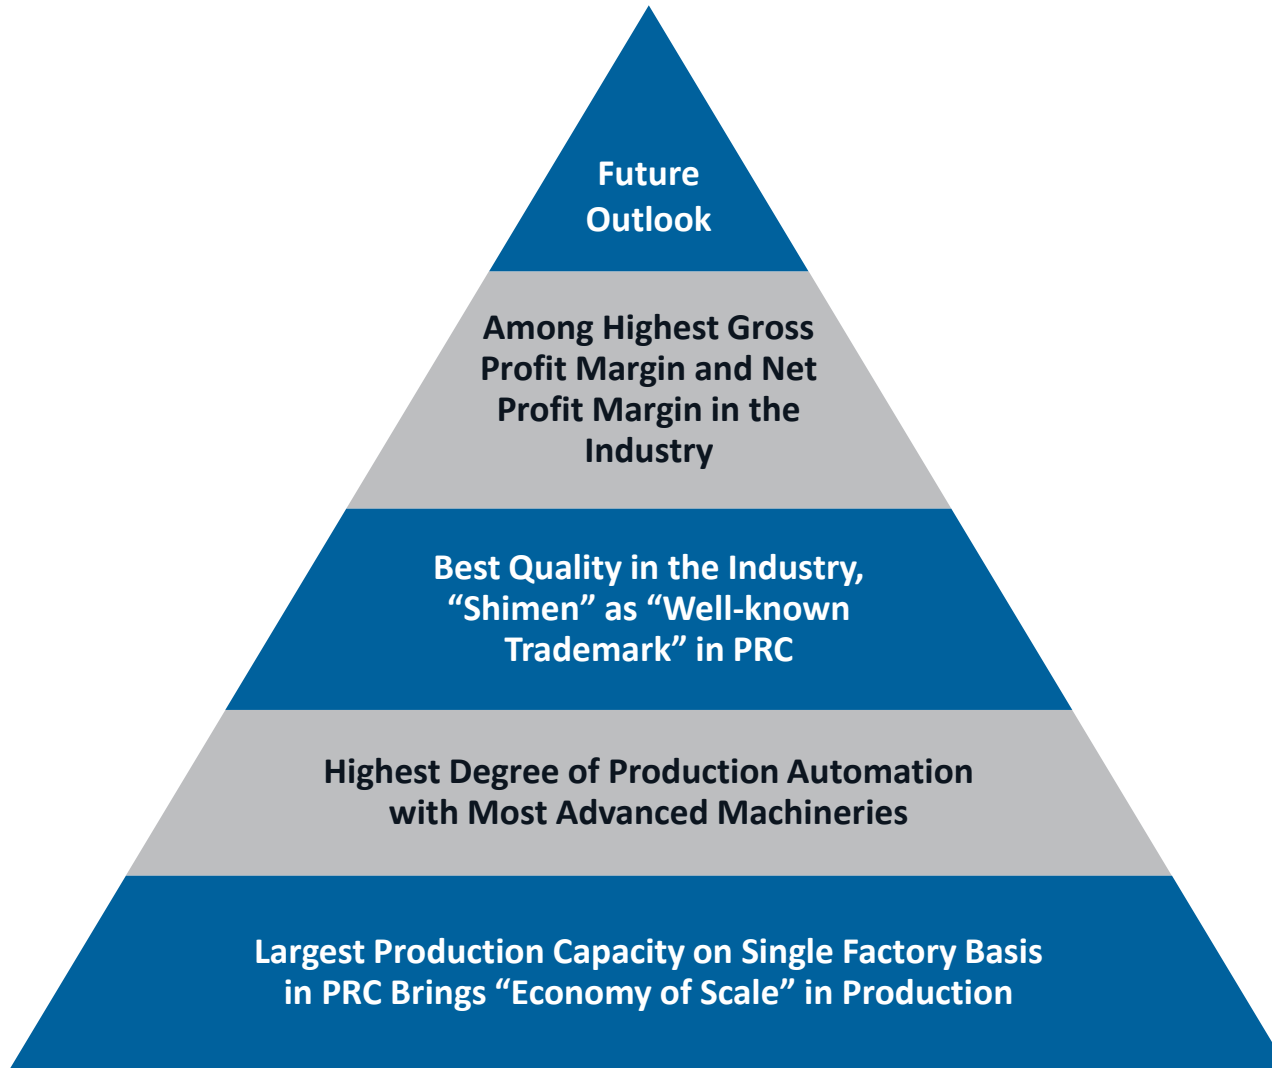 Future
Outlook
Among Highest Gross
Profit Margin and Net
Profit Margin in the
Industry
Best Quality in the Industry,
“Shimen” as “Well-known
Trademark” in PRC
Highest Degree of Production Automation
with Most Advanced Machineries
Largest Production Capacity on Single Factory Basis
in PRC Brings “Economy of Scale” in Production